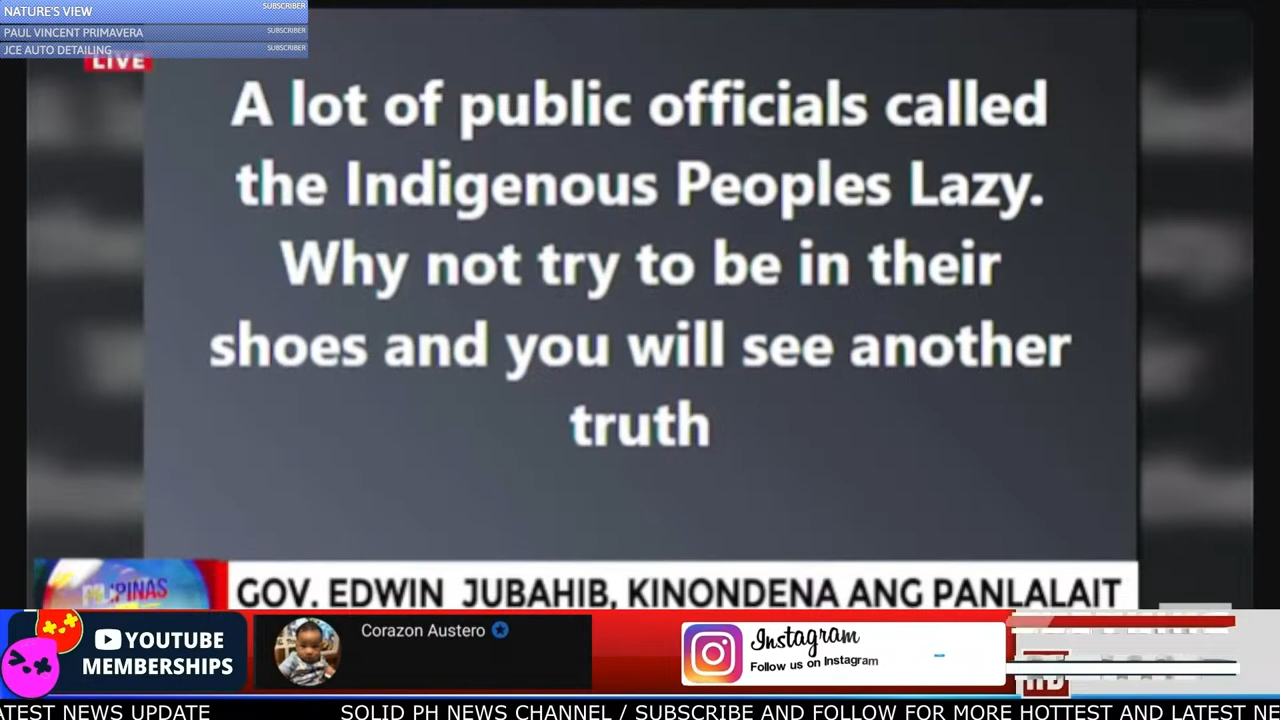 NATURE'S VIEW SUBSCRIBER
PAUL VINCENT PRIMAVERA SUBSCRIBER
JCE AUTO DETAILING SUBSCRIBER
LIVE
A lot of public officials called
the Indigenous Peoples Lazy.
Why not try to be in their
shoes and you will see another
truth
PILIPINAS
GOV. EDWIN JUBAHIB, KINONDENA ANG PANLALAIT
YOUTUBE
MEMBERSHIPS
Corazon Austero
Instagram
Follow us on Instagram
ATEST NEWS UPDATE SOLID PH NEWS CHANNEL / SUBSCRIBE AND FOLLOW FOR MORE HOTTEST AND LATEST NE